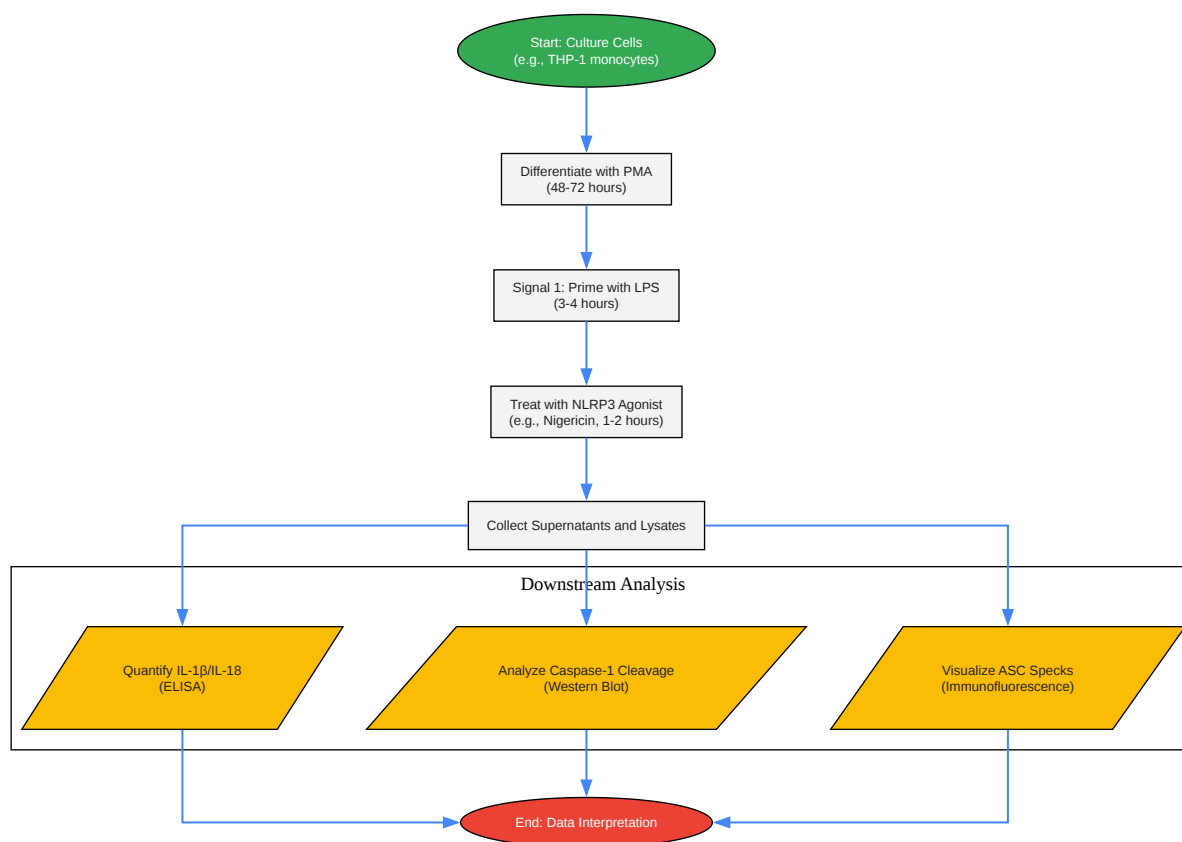 Start: Culture Cells
(e.g., THP-1 monocytes)
Differentiate with PMA
(48-72 hours)
Signal 1: Prime with LPS
(3-4 hours)
Treat with NLRP3 Agonist
(e.g., Nigericin, 1-2 hours)
Collect Supernatants and Lysates
Downstream Analysis
Quantify IL-1β/IL-18
(ELISA)
Analyze Caspase-1 Cleavage
(Western Blot)
Visualize ASC Specks
(Immunofluorescence)
End: Data Interpretation